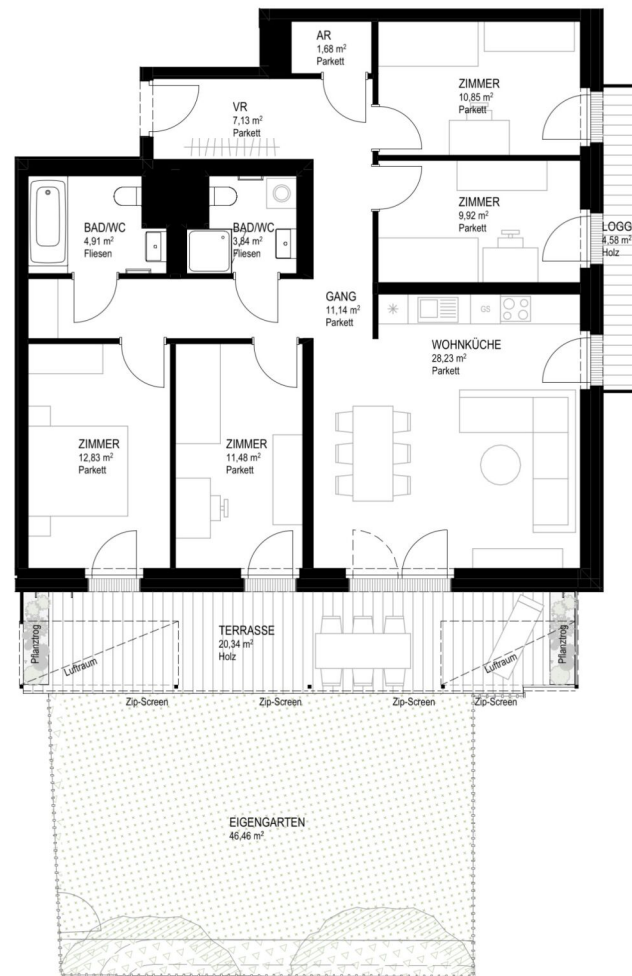 AR
1,68 m²
Parkett
ZIMMER
10,85 m²
Parkett
VR
7,13 m²
Parkett
ZIMMER
9,92 m²
Parkett
BAD/WC
4,91 m²
Fliesen
BAD/WC
3,84 m²
Fliesen
LOGG
4,58 m²
Holz
GANG
11,14 m²
Parkett
GS
WOHNKÜCHE
28,23 m²
Parkett
ZIMMER
12,83 m²
Parkett
ZIMMER
11,48 m²
Parkett
TERRASSE
20,34 m²
Holz
Pflanztrog
Luftraum
Luftraum
Pflanztrog
Zip-Screen
Zip-Screen
Zip-Screen
Zip-Screen
EIGENGARTEN
46,46 m²